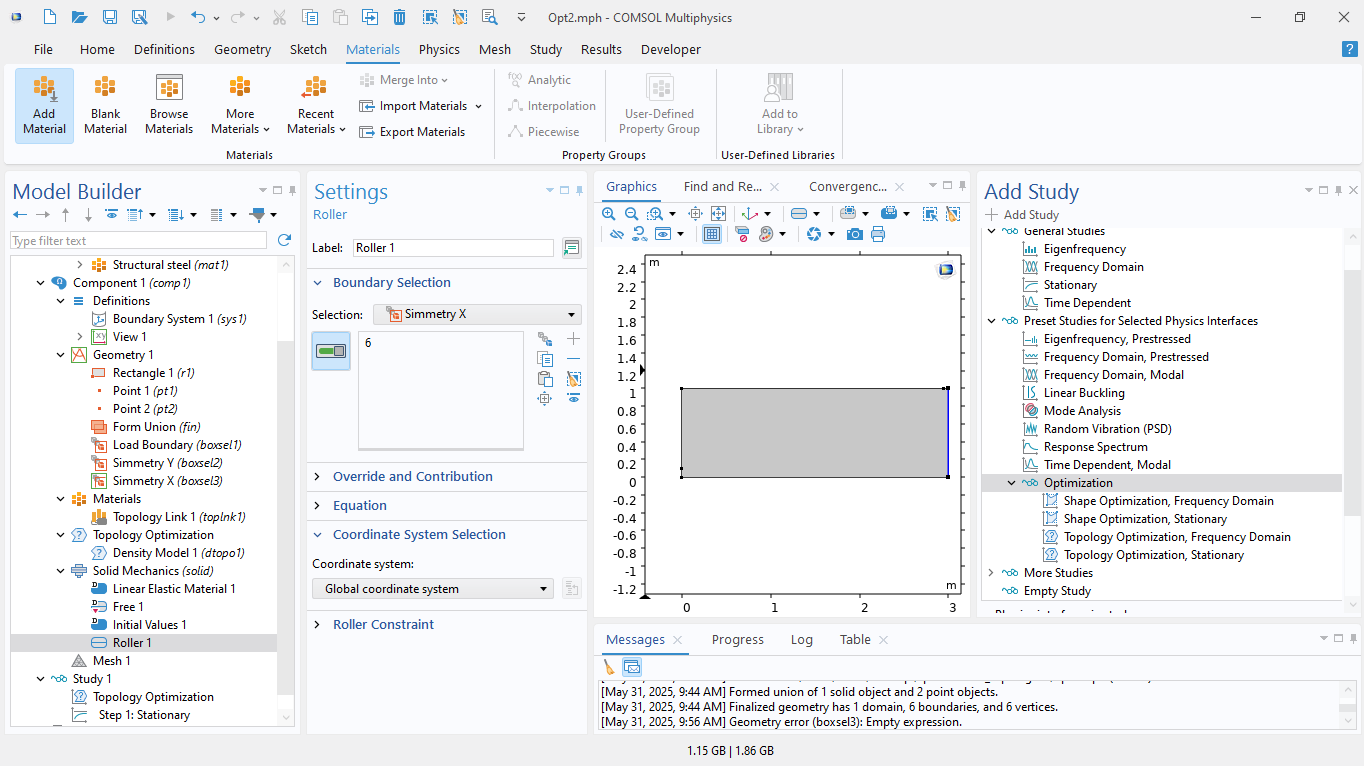 Opt2.mph - COMSOL Multiphysics
File Home Definitions Geometry Sketch Materials Physics Mesh Study Results Developer
?
Add Material
Blank Material
Browse Materials
More Materials
Recent Materials
Merge Into
Import Materials
Export Materials
Materials
f(x) Analytic
Interpolation
Piecewise
User-Defined Property Group
Property Groups
Add to Library
User-Defined Libraries
Model Builder
Type filter text
Structural steel (mat1)
Component 1 (comp1)
Definitions
Boundary System 1 (sys1)
View 1
Geometry 1
Rectangle 1 (r1)
Point 1 (pt1)
Point 2 (pt2)
Form Union (fin)
Load Boundary (boxsel1)
Simmetry Y (boxsel2)
Simmetry X (boxsel3)
Materials
Topology Link 1 (toplnk1)
Topology Optimization
Density Model 1 (dtopo1)
Solid Mechanics (solid)
Linear Elastic Material 1
Free 1
Initial Values 1
Roller 1
Mesh 1
Study 1
Topology Optimization
Step 1: Stationary
Settings
Roller
Label: Roller 1
Boundary Selection
Selection: Simmetry X
6
Override and Contribution
Equation
Coordinate System Selection
Coordinate system:
Global coordinate system
Roller Constraint
Graphics Find and Re... Convergenc...
m
2.4
2.2
2
1.8
1.6
1.4
1.2
1
0.8
0.6
0.4
0.2
0
-0.2
-0.4
-0.6
-0.8
-1
-1.2
m
0 1 2 3
Messages Progress Log Table
[May 31, 2025, 9:44 AM] Formed union of 1 solid object and 2 point objects.
[May 31, 2025, 9:44 AM] Finalized geometry has 1 domain, 6 boundaries, and 6 vertices.
[May 31, 2025, 9:56 AM] Geometry error (boxsel3): Empty expression.
Add Study
Add Study
General Studies
Eigenfrequency
Frequency Domain
Stationary
Time Dependent
Preset Studies for Selected Physics Interfaces
Eigenfrequency, Prestressed
Frequency Domain, Prestressed
Frequency Domain, Modal
Linear Buckling
Mode Analysis
Random Vibration (PSD)
Response Spectrum
Time Dependent, Modal
Optimization
Shape Optimization, Frequency Domain
Shape Optimization, Stationary
Topology Optimization, Frequency Domain
Topology Optimization, Stationary
More Studies
Empty Study
1.15 GB | 1.86 GB